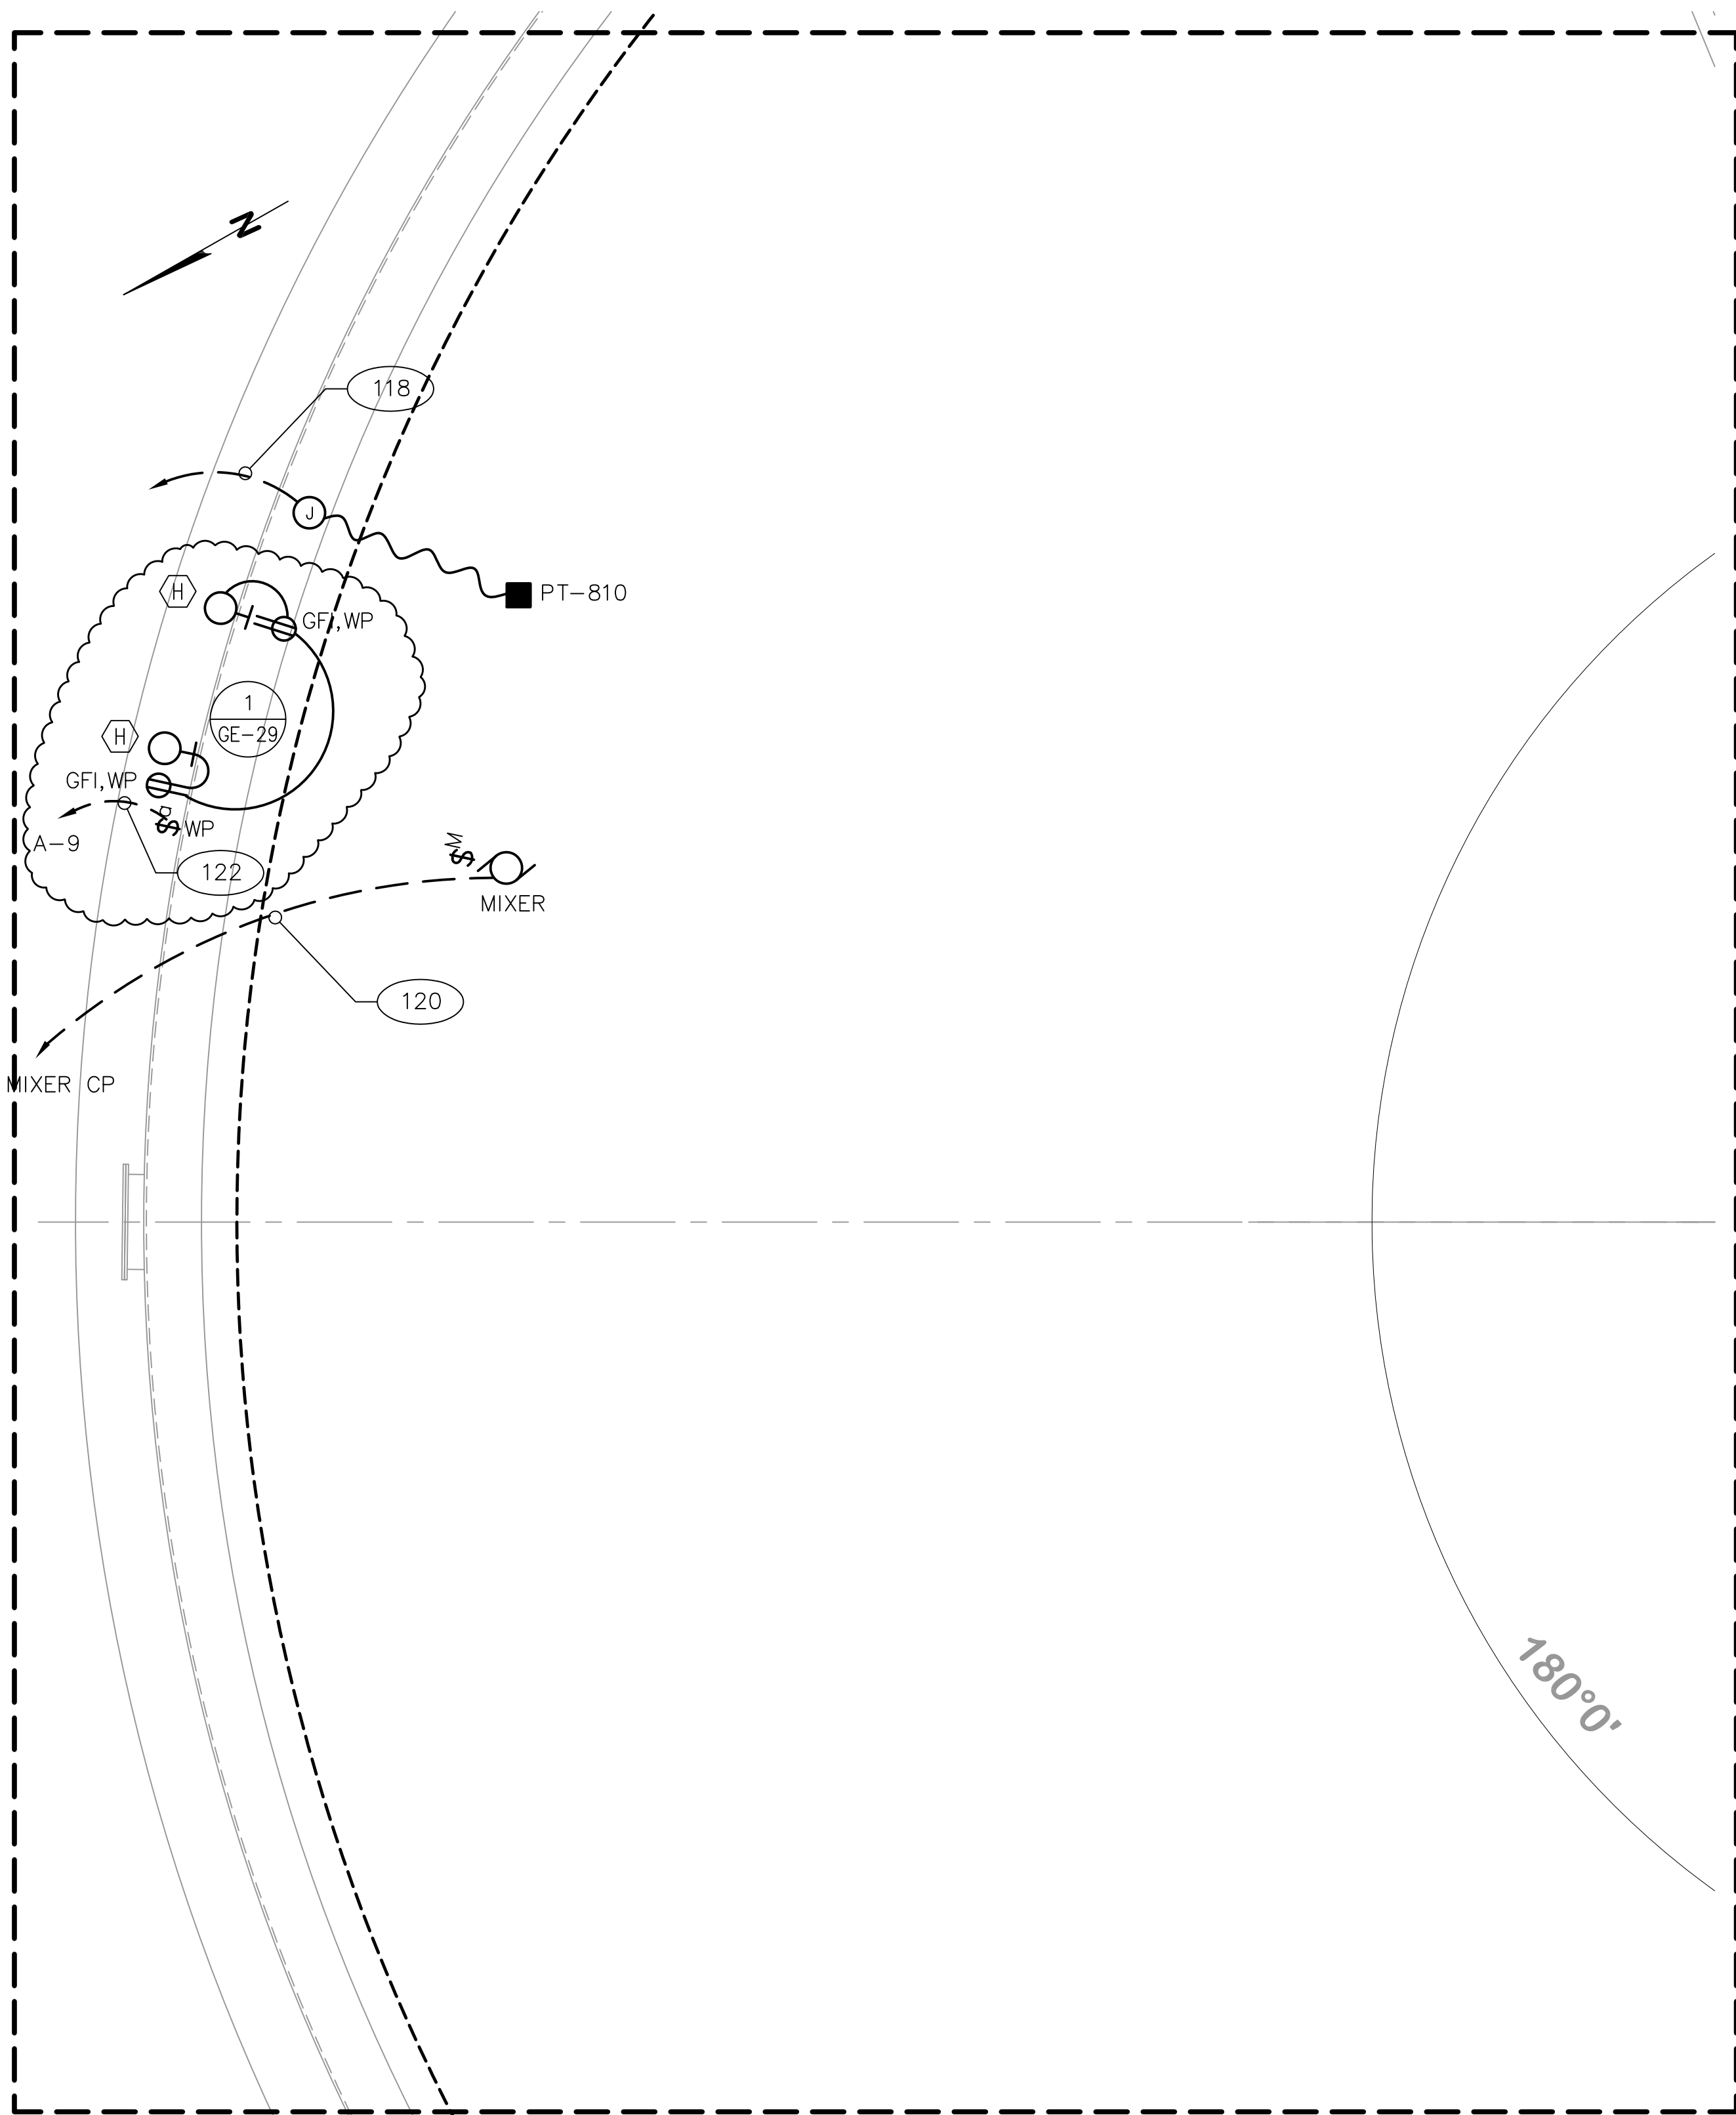 N
118
J
PT-810
H
GFI,WP
1
GE-29
H
GFI,WP
P
$ WP
A-9
122
M
$
MIXER
120
MIXER CP
180°0'